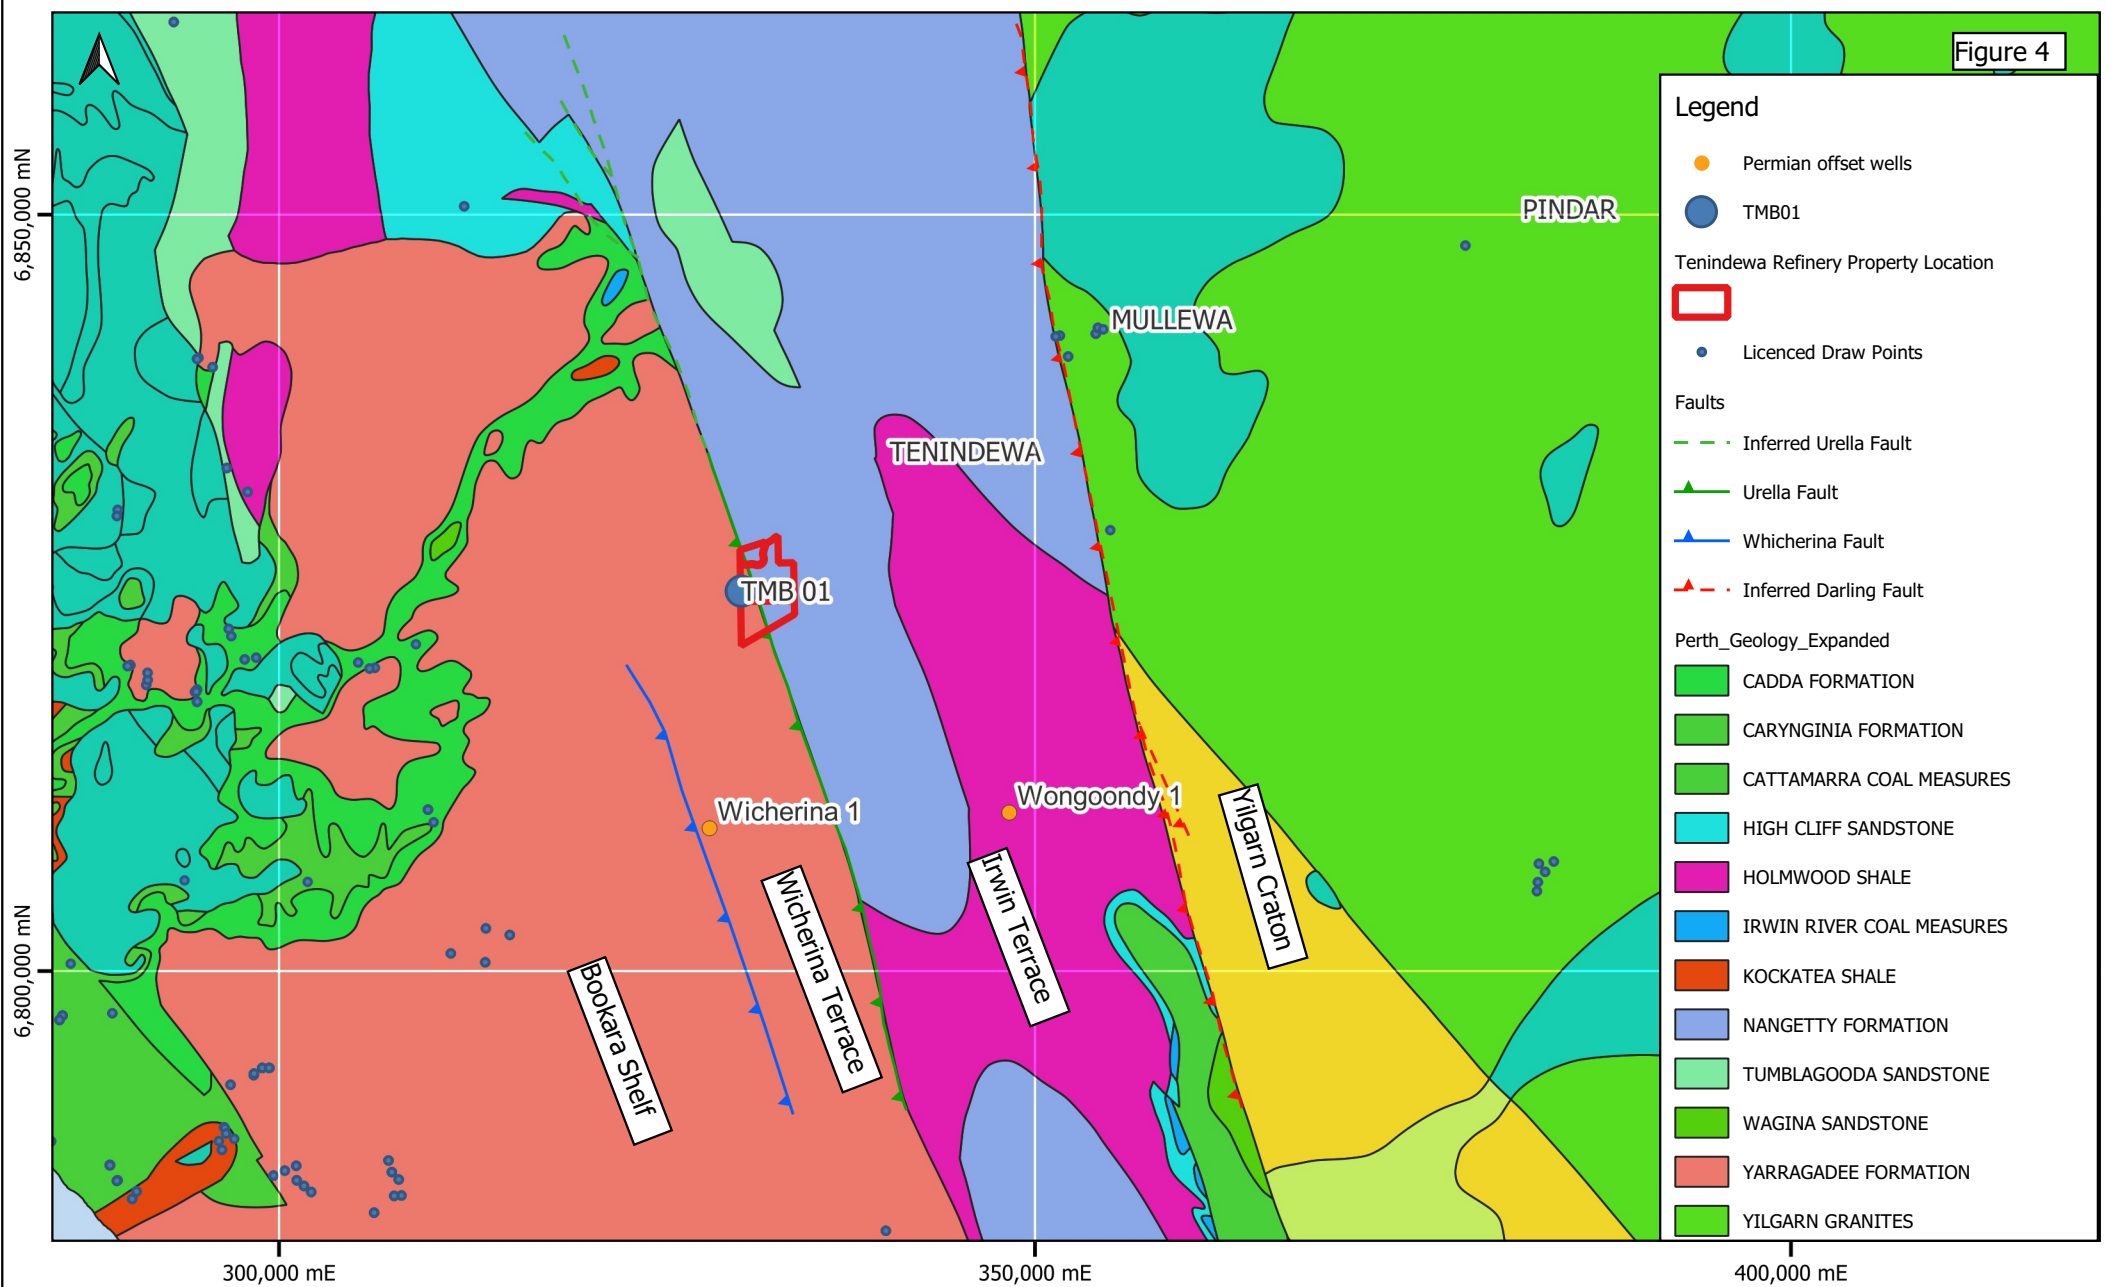 Figure 4
6,850,000 mN
6,800,000 mN
300,000 mE
350,000 mE
400,000 mE
PINDAR
MULLEWA
TENINDEWA
TMB 01
Wicherina 1
Wongoondy 1
Bookara Shelf
Wicherina Terrace
Irwin Terrace
Yilgarn Craton
Legend
Permian offset wells
TMB01
Tenindewa Refinery Property Location
Licenced Draw Points
Faults
Inferred Urella Fault
Urella Fault
Whicherina Fault
Inferred Darling Fault
Perth_Geology_Expanded
CADDA FORMATION
CARYNGINIA FORMATION
CATTAMARRA COAL MEASURES
HIGH CLIFF SANDSTONE
HOLMWOOD SHALE
IRWIN RIVER COAL MEASURES
KOCKATEA SHALE
NANGETTY FORMATION
TUMBLAGOODA SANDSTONE
WAGINA SANDSTONE
YARRAGADEE FORMATION
YILGARN GRANITES